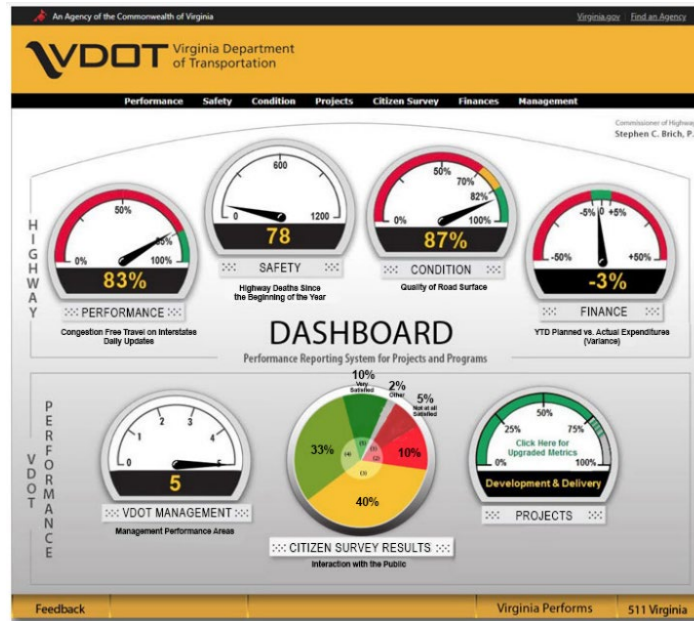 An Agency of the Commonwealth of Virginia
Virginia.gov | Find an Agency
VDOT Virginia Department
of Transportation
Performance Safety Condition Projects Citizen Survey Finances Management
Commissioner of Highway
Stephen C. Brich, P.
HIGHWAY
50%
0%
85%
100%
83%
PERFORMANCE
Congestion Free Travel on Interstates
Daily Updates
600
0
1200
78
SAFETY
Highway Deaths Since
the Beginning of the Year
50%
70%
82%
0%
100%
87%
CONDITION
Quality of Road Surface
-5% 0 +5%
-50%
+50%
-3%
FINANCE
YTD Planned vs. Actual Expenditures
(Variance)
DASHBOARD
Performance Reporting System for Projects and Programs
VDOT
PERFORMANCE
0
1
2
3
4
5
5
VDOT MANAGEMENT
Management Performance Areas
10%
Very
Satisfied
2%
Other
5%
Not at all
Satisfied
33%
10%
40%
(5)
(4)
(3)
(2)
(1)
CITIZEN SURVEY RESULTS
Interaction with the Public
50%
25%
75%
Click Here for
Upgraded Metrics
0%
100%
Development & Delivery
PROJECTS
Feedback
Virginia Performs
511 Virginia